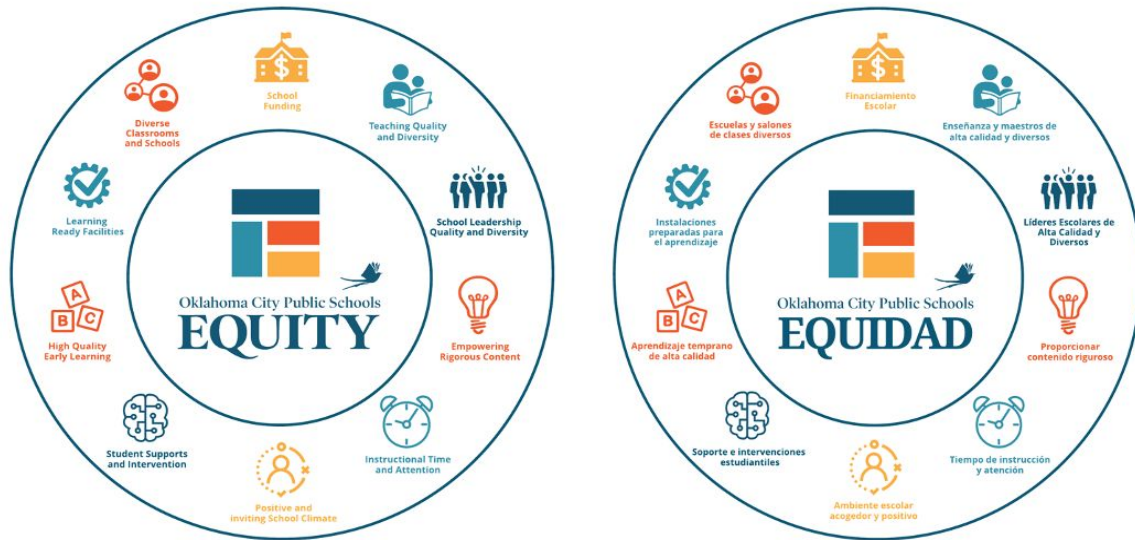 School
Funding
Teaching Quality
and Diversity
School Leadership
Quality and Diversity
Empowering
Rigorous Content
Instructional Time
and Attention
Positive and
inviting School Climate
Student Supports
and Intervention
A
B C
High Quality
Early Learning
Learning
Ready Facilities
Diverse
Classrooms
and Schools
Oklahoma City Public Schools
EQUITY
Financiamiento
Escolar
Enseñanza y maestros de
alta calidad y diversos
Líderes Escolares de
Alta Calidad y
Diversos
Proporcionar
contenido riguroso
Tiempo de instrucción
y atención
Ambiente escolar
acogedor y positivo
Soporte e intervenciones
estudiantiles
A
B C
Aprendizaje temprano
de alta calidad
Instalaciones
preparadas para
el aprendizaje
Escuelas y salones
de clases diversos
Oklahoma City Public Schools
EQUIDAD